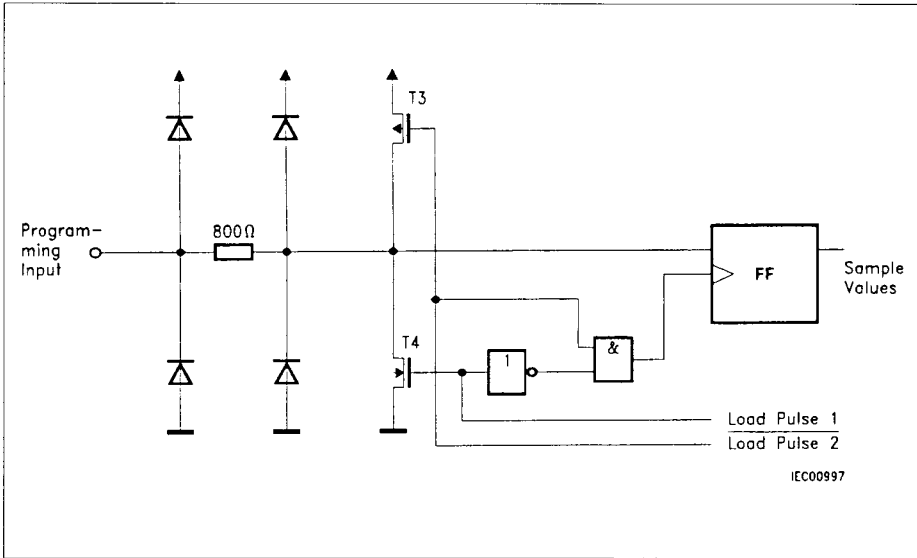 T3
Program-
ming
Input
800Ω
FF
Sample
Values
T4
1
&
Load Pulse 1
Load Pulse 2
IEC00997